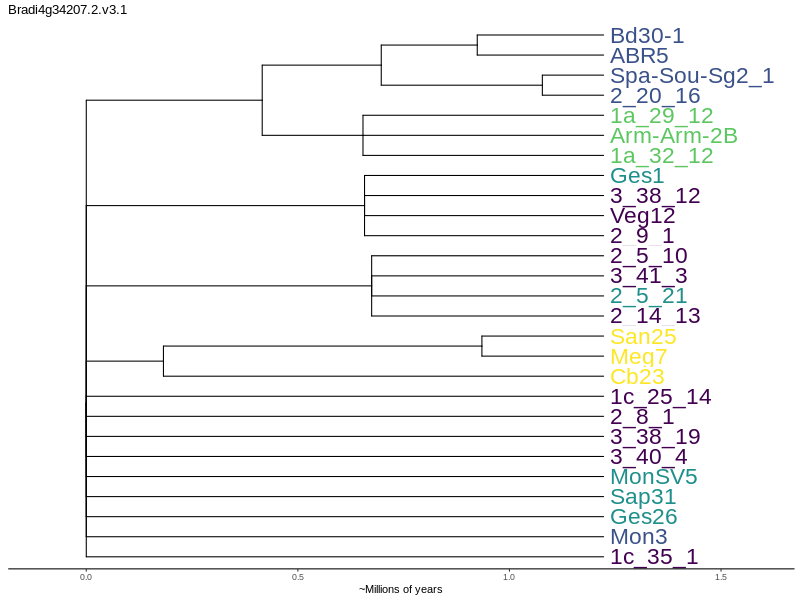 Bradi4g34207.2.v3.1
Bd30-1
ABR5
Spa-Sou-Sg2_1
2_20_16
1a_29_12
Arm-Arm-2B
1a_32_12
Ges1
3_38_12
Veg12
2_9_1
2_5_10
3_41_3
2_5_21
2_14_13
San25
Meg7
Cb23
1c_25_14
2_8_1
3_38_19
3_40_4
MonSV5
Sap31
Ges26
Mon3
1c_35_1
0.0 0.5 1.0 1.5
~Millions of years